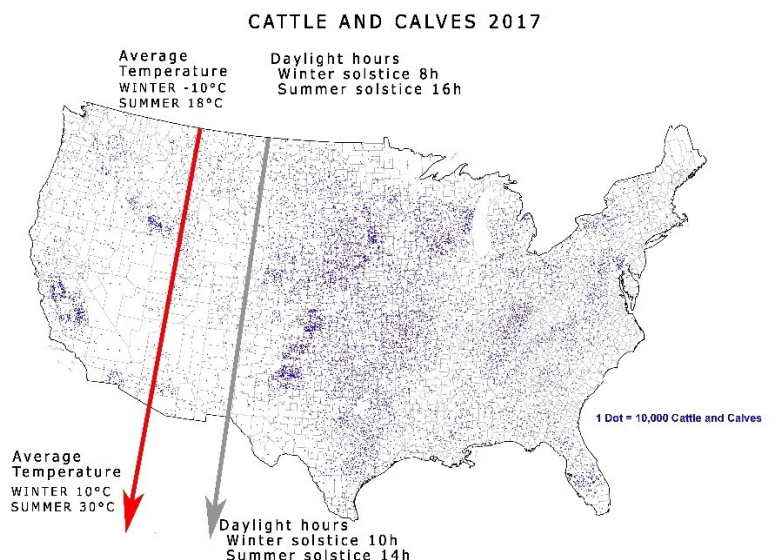 CATTLE AND CALVES 2017
Average
Temperature
WINTER -10°C
SUMMER 18°C
Daylight hours
Winter solstice 8h
Summer solstice 16h
1 Dot = 10,000 Cattle and Calves
Average
Temperature
WINTER 10°C
SUMMER 30°C
Daylight hours
Winter solstice 10h
Summer solstice 14h